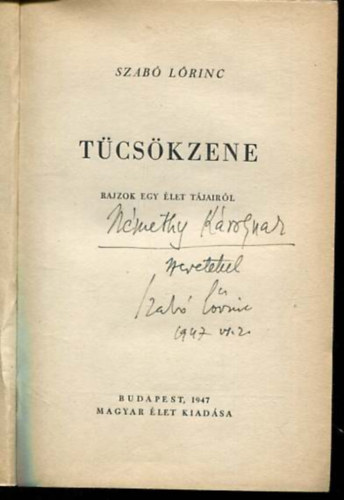 SZABÓ LŐRINC
TÜCSÖKZENE
RAJZOK EGY ÉLET TÁJAIRÓL
Némethy Károlynak
szeretettel
Szabó Lőrinc
1947
BUDAPEST, 1947
MAGYAR ÉLET KIADÁSA